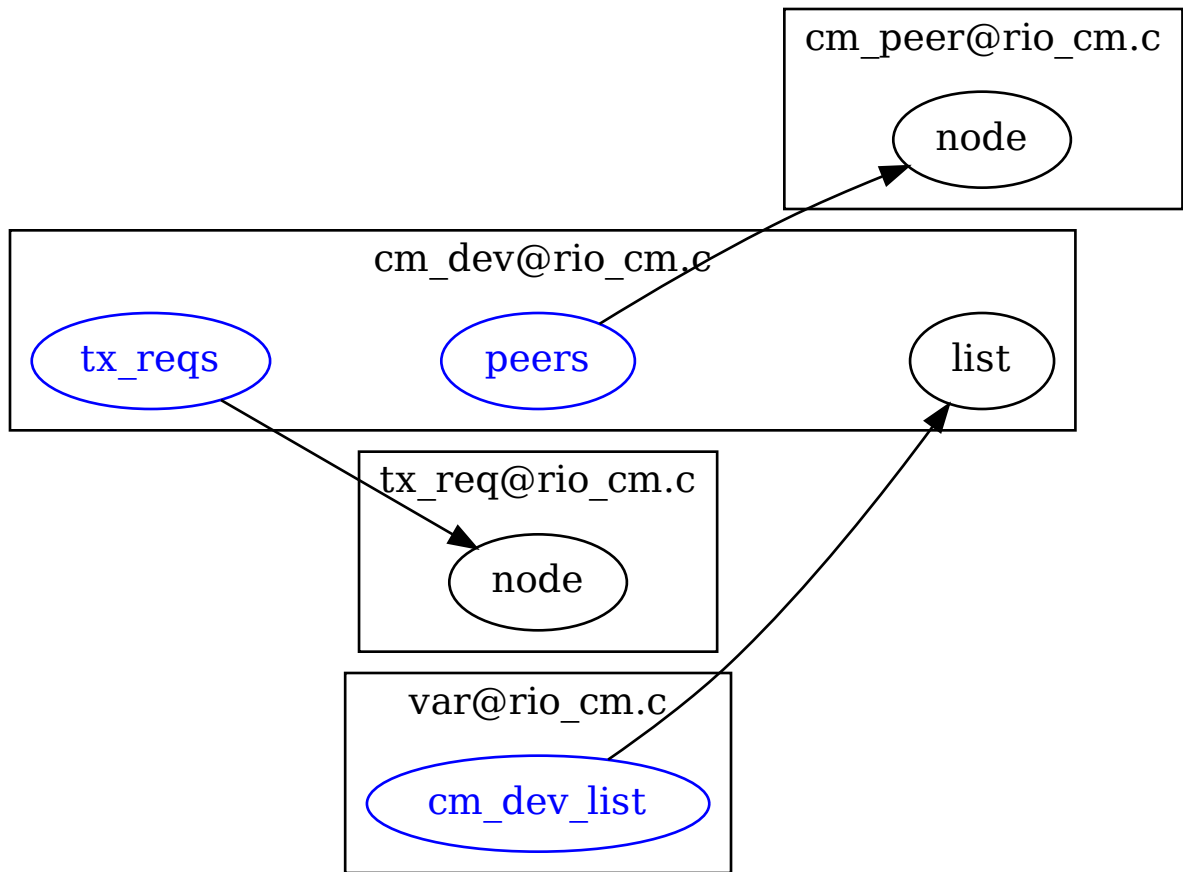 cm_peer@rio_cm.c
node
cm_dev@rio_cm.c
tx_reqs
peers
list
tx_req@rio_cm.c
node
var@rio_cm.c
cm_dev_list